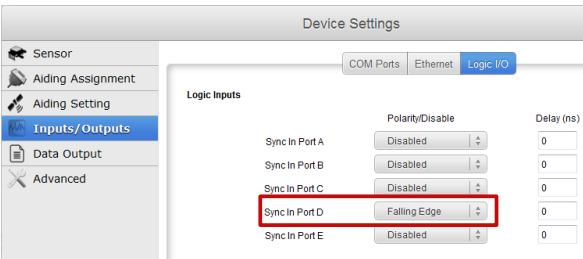 Device Settings
Sensor
Aiding Assignment
Aiding Setting
Inputs/Outputs
Data Output
Advanced
COM Ports Ethernet Logic I/O
Logic Inputs
Polarity/Disable Delay (ns)
Sync In Port A Disabled 0
Sync In Port B Disabled 0
Sync In Port C Disabled 0
Sync In Port D Falling Edge 0
Sync In Port E Disabled 0